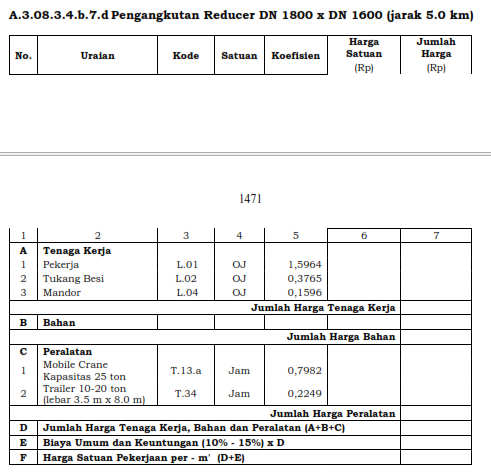 A.3.08.3.4.b.7.d Pengangkutan Reducer DN 1800 x DN 1600 (jarak 5.0 km)
No. Uraian Kode Satuan Koefisien Harga Satuan (Rp) Jumlah Harga (Rp)
1471
1 2 3 4 5 6 7
A Tenaga Kerja
1 Pekerja L.01 OJ 1,5964
2 Tukang Besi L.02 OJ 0,3765
3 Mandor L.04 OJ 0,1596
Jumlah Harga Tenaga Kerja
B Bahan
Jumlah Harga Bahan
C Peralatan
1 Mobile Crane Kapasitas 25 ton T.13.a Jam 0,7982
2 Trailer 10-20 ton (lebar 3.5 m x 8.0 m) T.34 Jam 0,2249
Jumlah Harga Peralatan
D Jumlah Harga Tenaga Kerja, Bahan dan Peralatan (A+B+C)
E Biaya Umum dan Keuntungan (10% - 15%) x D
F Harga Satuan Pekerjaan per - m' (D+E)